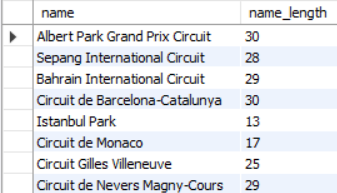 name name_length
Albert Park Grand Prix Circuit 30
Sepang International Circuit 28
Bahrain International Circuit 29
Circuit de Barcelona-Catalunya 30
Istanbul Park 13
Circuit de Monaco 17
Circuit Gilles Villeneuve 25
Circuit de Nevers Magny-Cours 29